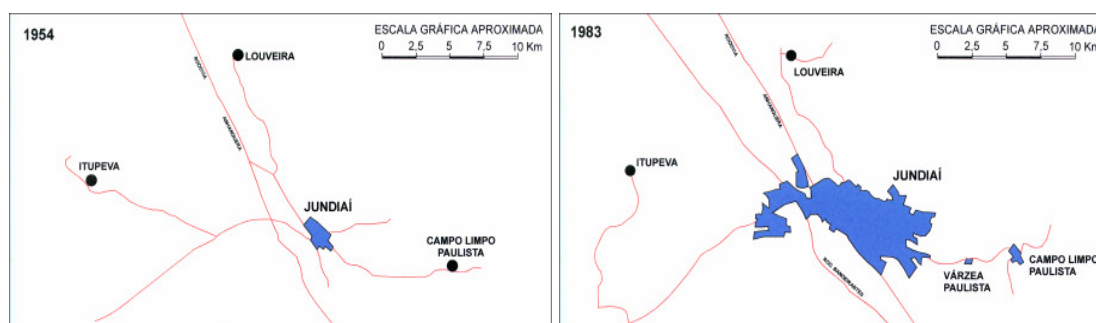 1954
ESCALA GRÁFICA APROXIMADA
0 2,5 5 7,5 10 Km
LOUVEIRA
RODOVIA
ANHANGUERA
ITUPEVA
JUNDIAÍ
CAMPO LIMPO
PAULISTA
1983
ESCALA GRÁFICA APROXIMADA
0 2,5 5 7,5 10 Km
LOUVEIRA
RODOVIA
ANHANGUERA
ITUPEVA
JUNDIAÍ
ROD. BANDEIRANTES
VÁRZEA
PAULISTA
CAMPO LIMPO
PAULISTA